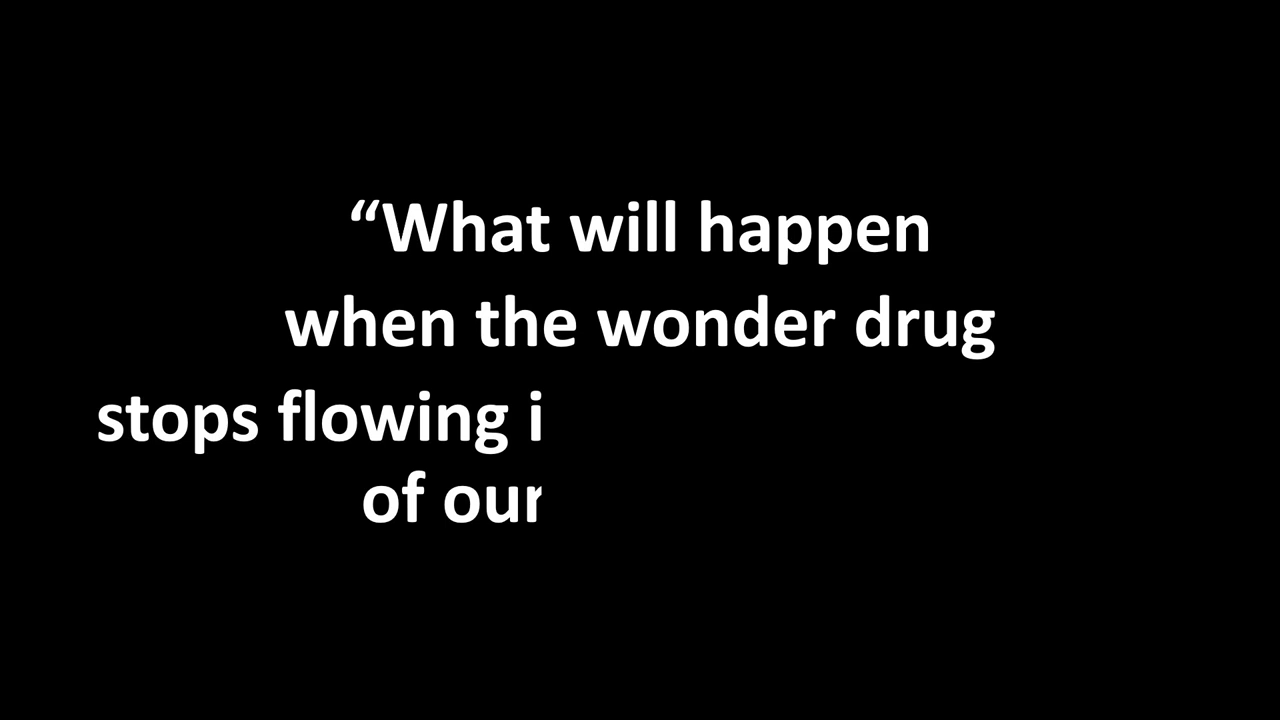 “What will happen
when the wonder drug
stops flowing i
of our